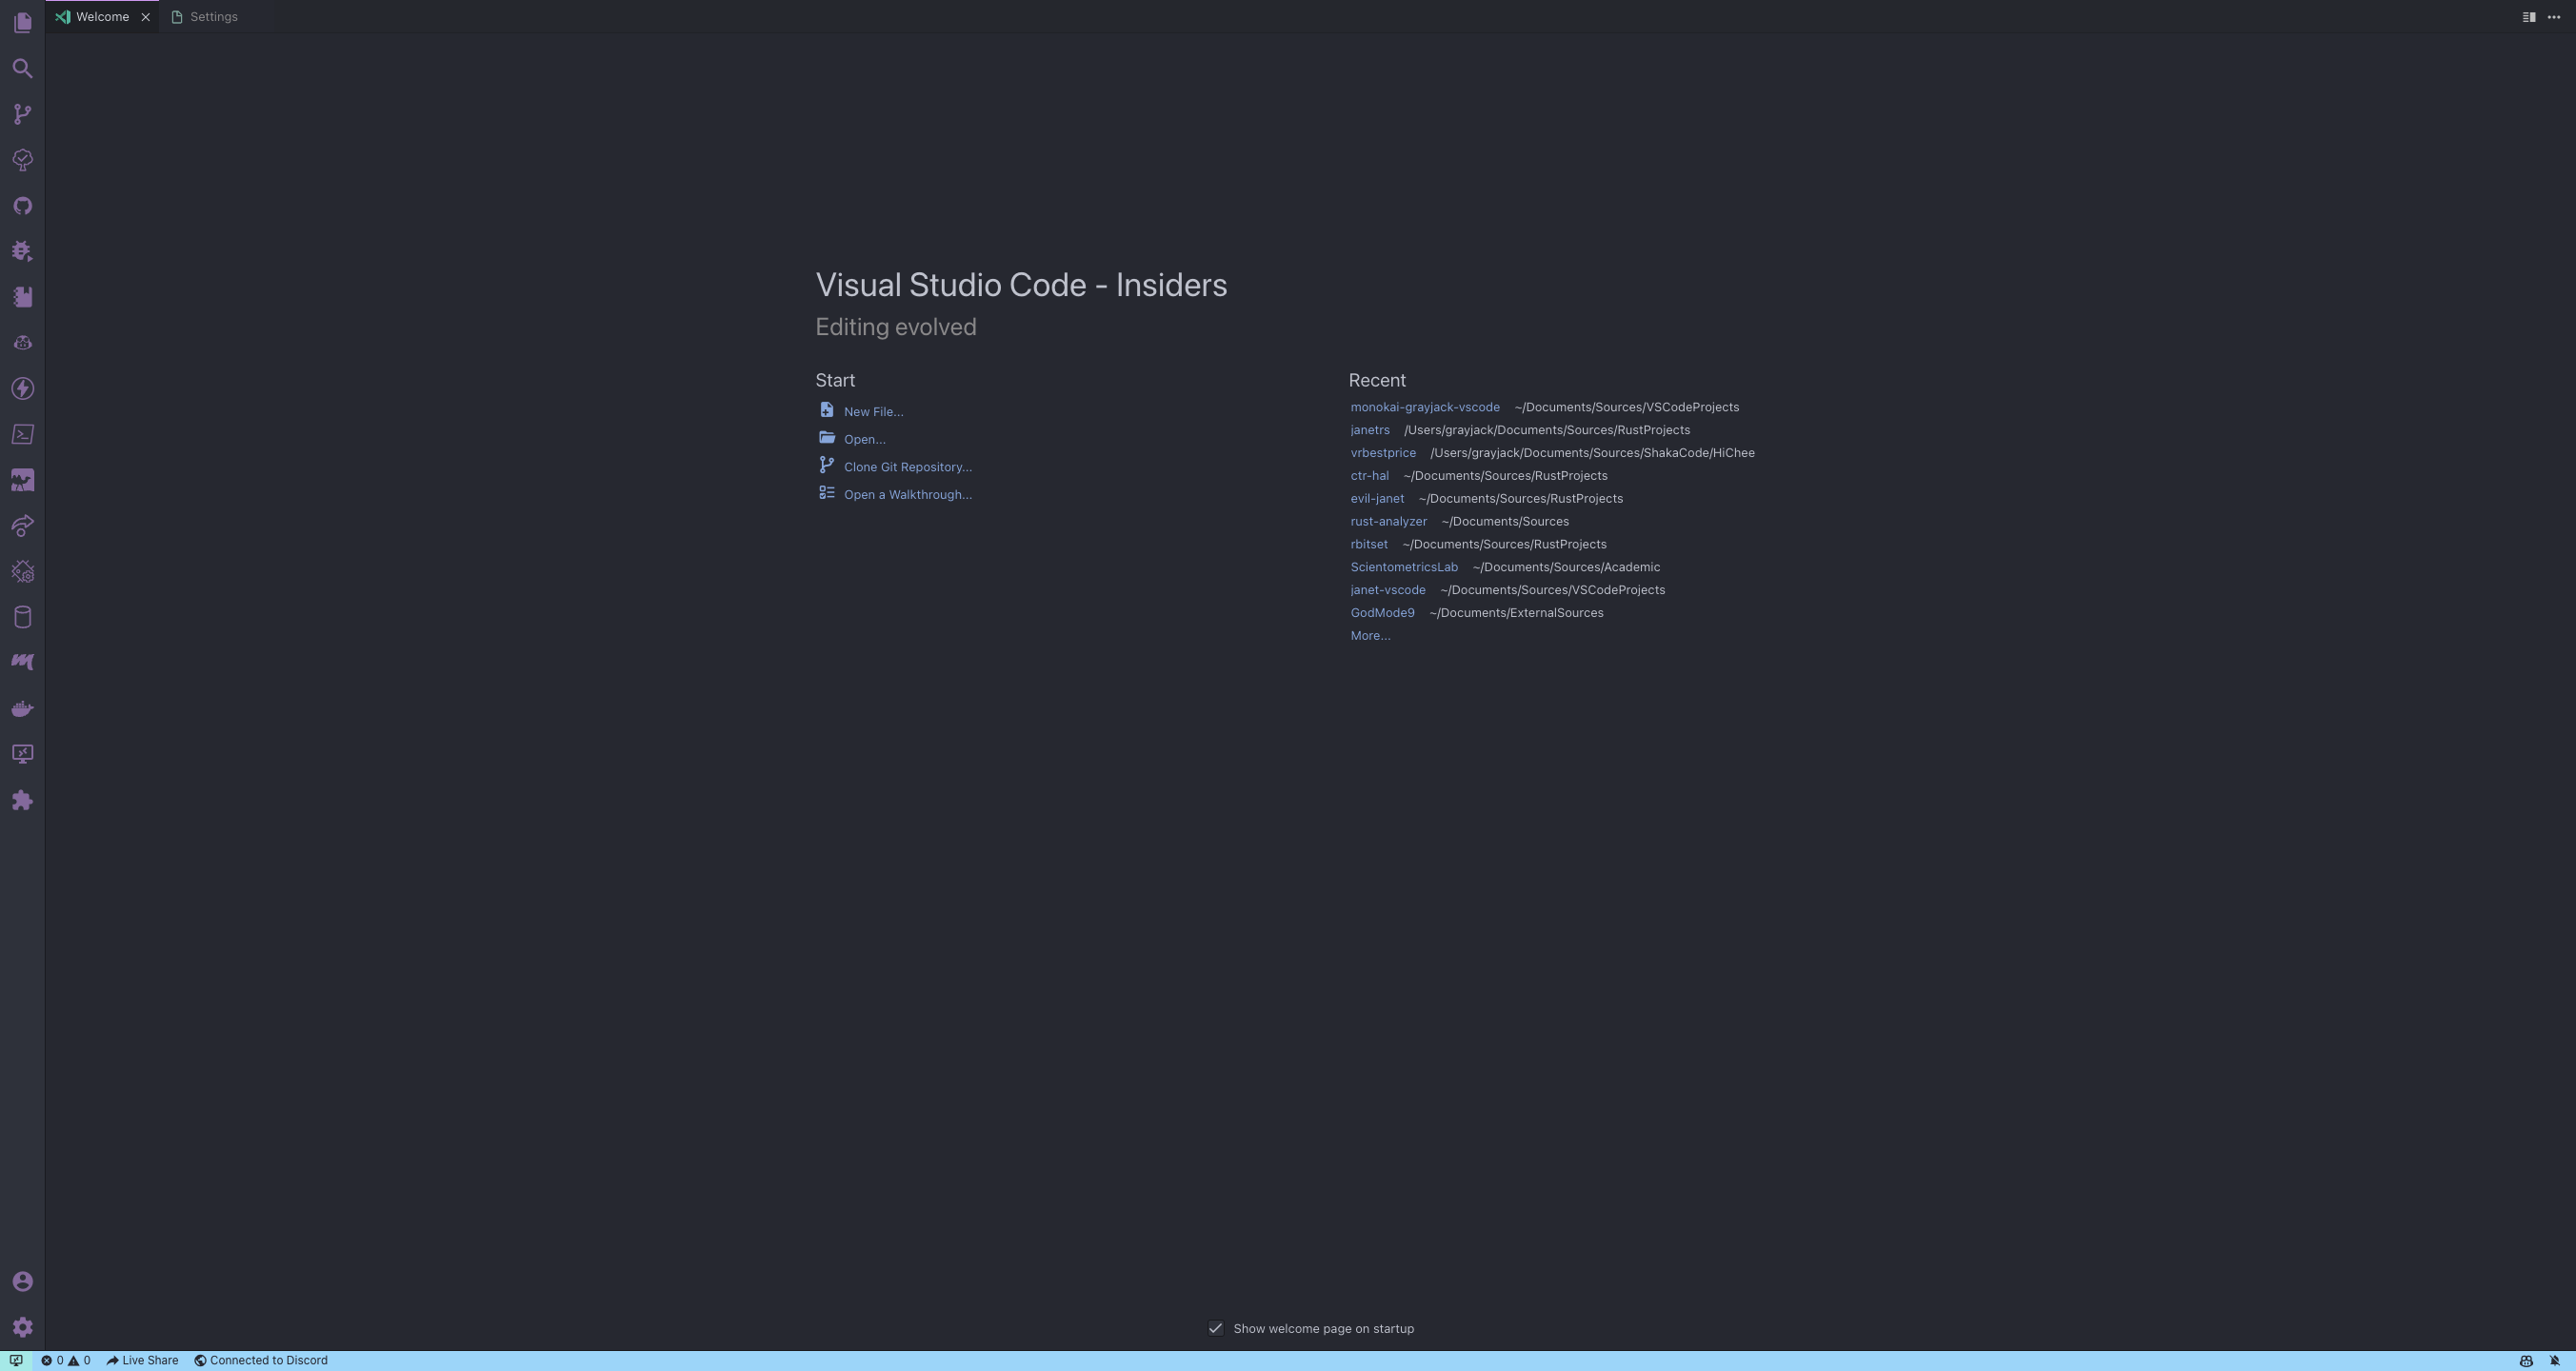 Welcome
Settings
Visual Studio Code - Insiders
Editing evolved
Start
New File...
Open...
Clone Git Repository...
Open a Walkthrough...
Recent
monokai-grayjack-vscode ~/Documents/Sources/VSCodeProjects
janetrs /Users/grayjack/Documents/Sources/RustProjects
vrbestprice /Users/grayjack/Documents/Sources/ShakaCode/HiChee
ctr-hal ~/Documents/Sources/RustProjects
evil-janet ~/Documents/Sources/RustProjects
rust-analyzer ~/Documents/Sources
rbitset ~/Documents/Sources/RustProjects
ScientometricsLab ~/Documents/Sources/Academic
janet-vscode ~/Documents/Sources/VSCodeProjects
GodMode9 ~/Documents/ExternalSources
More...
Show welcome page on startup
0 0 Live Share Connected to Discord